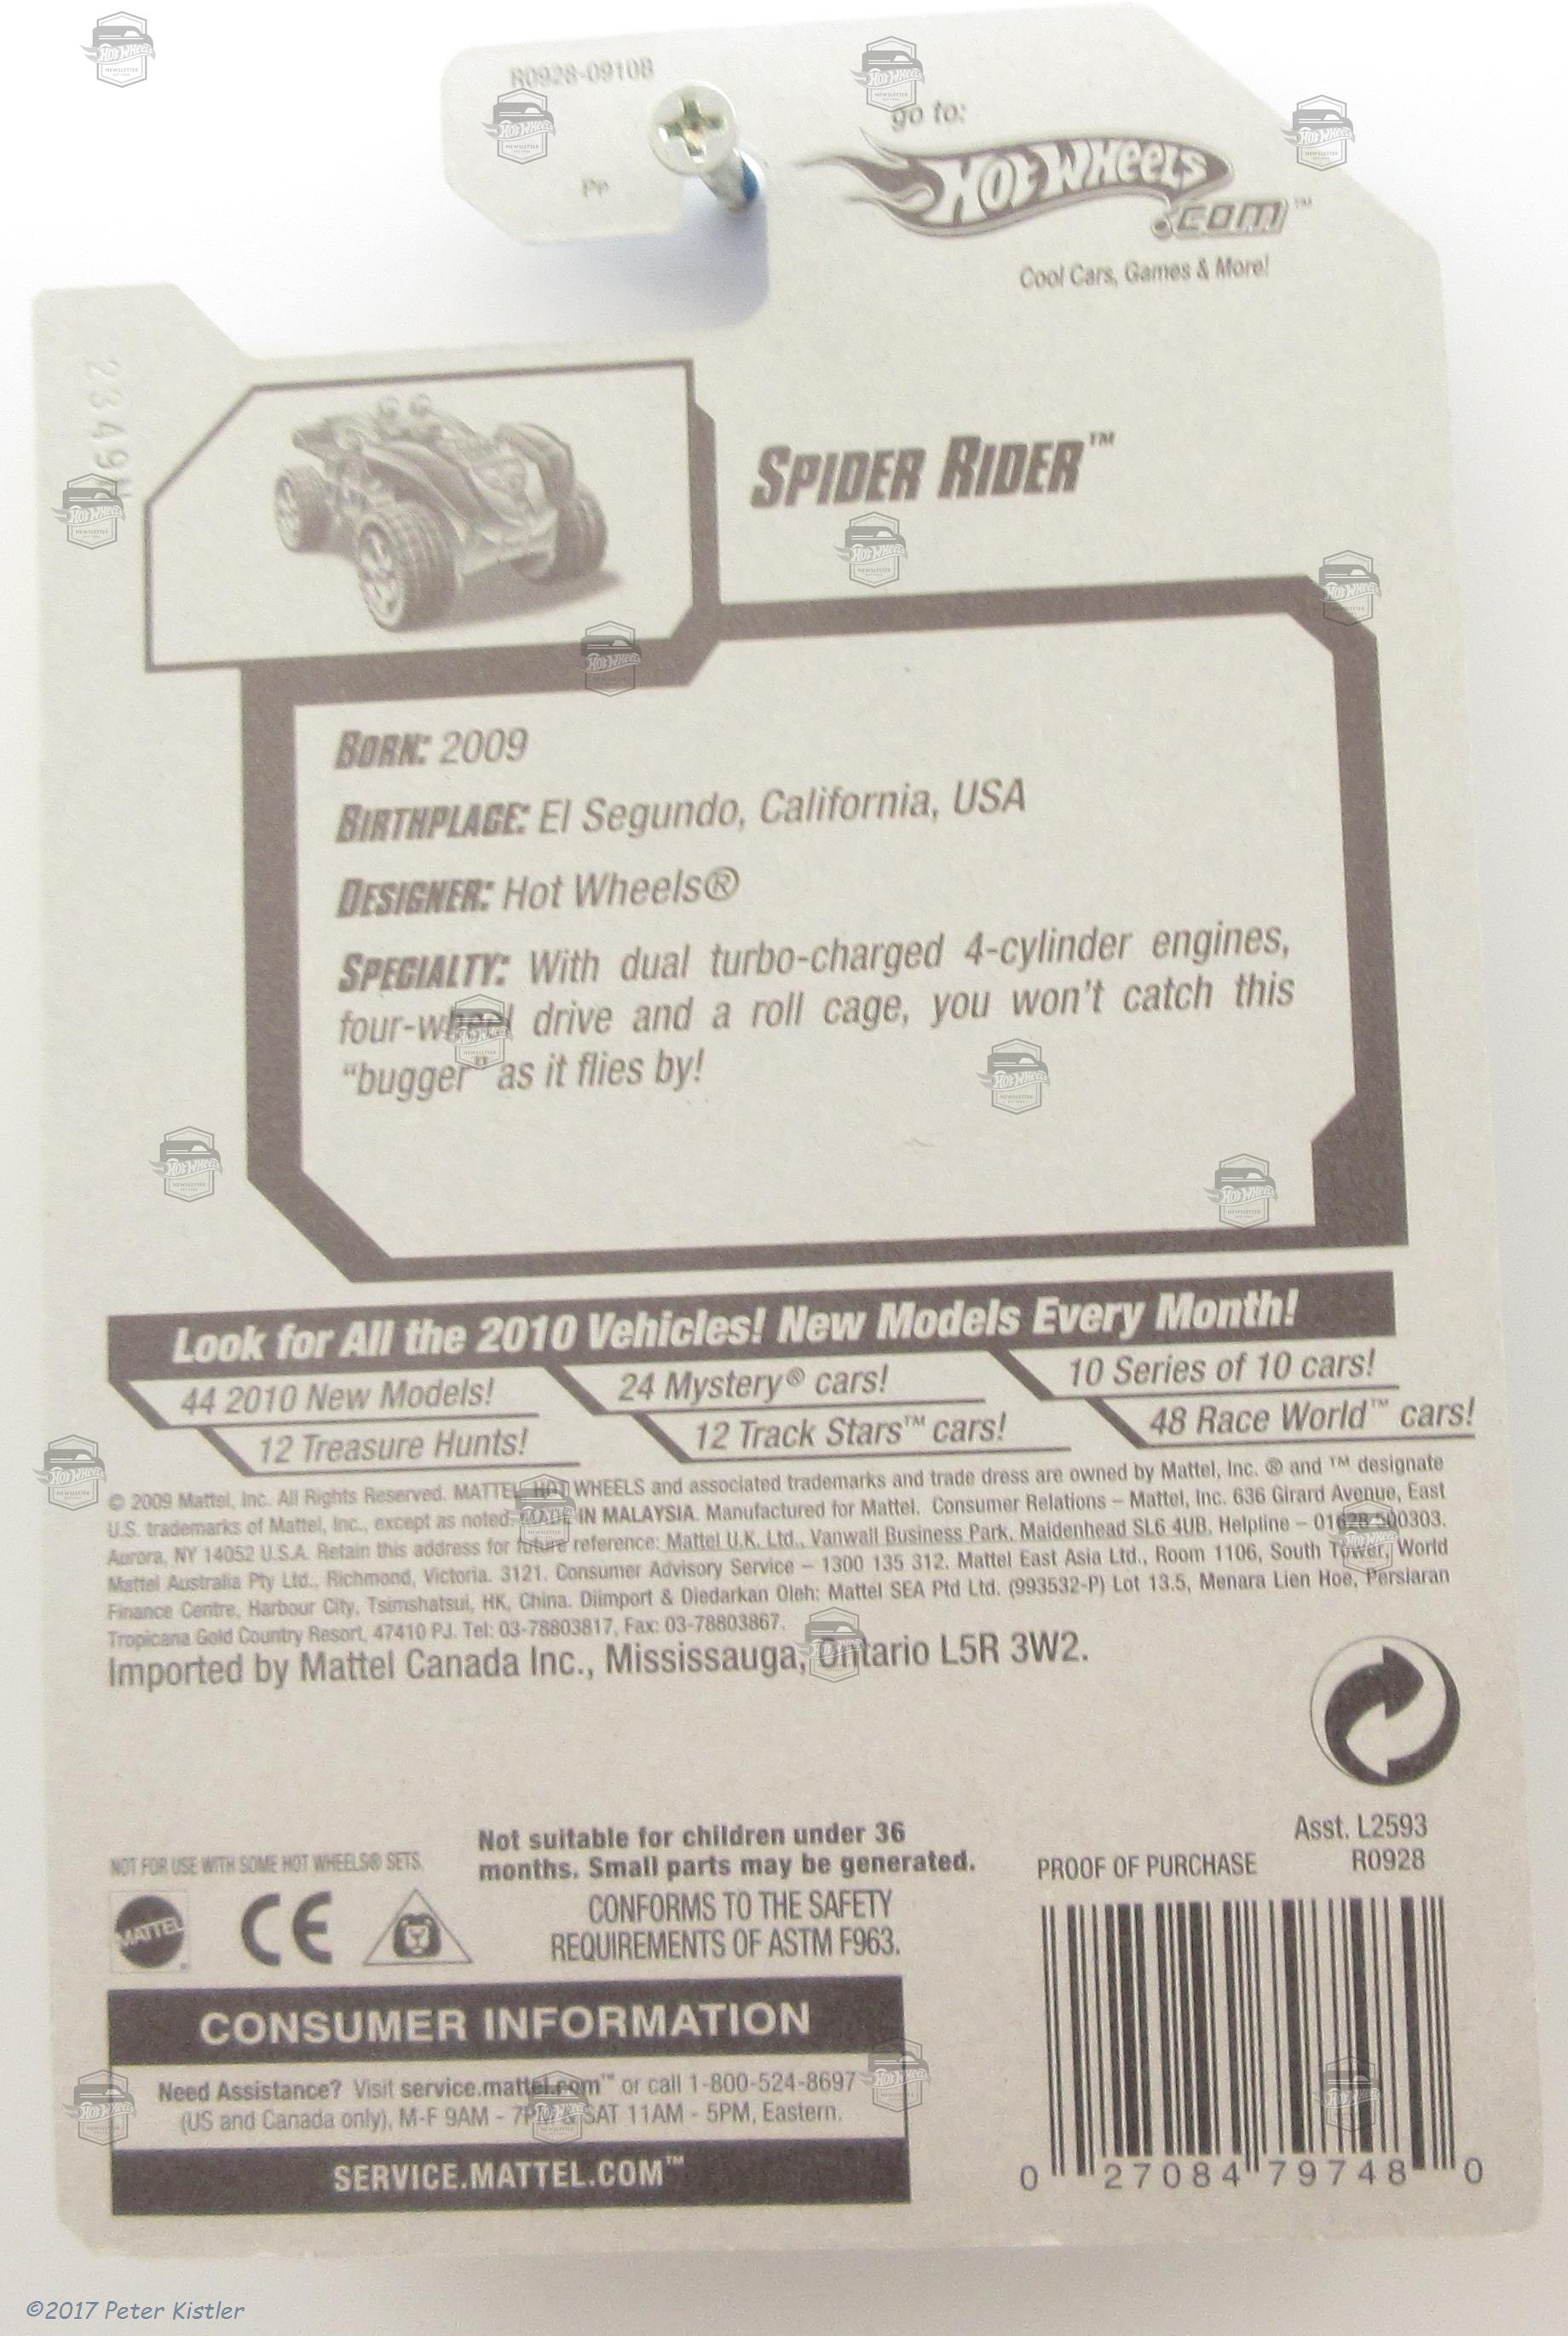 R0928-0910B
Pr
go to:
Hot Wheels
.com™
Cool Cars, Games & More!
Spider Rider™
Born: 2009
Birthplace: El Segundo, California, USA
Designer: Hot Wheels®
Specialty: With dual turbo-charged 4-cylinder engines,
four-wheel drive and a roll cage, you won't catch this
“bugger” as it flies by!
Look for All the 2010 Vehicles! New Models Every Month!
44 2010 New Models!
24 Mystery® cars!
10 Series of 10 cars!
12 Treasure Hunts!
12 Track Stars™ cars!
48 Race World™ cars!
© 2009 Mattel, Inc. All Rights Reserved. MATTEL, HOT WHEELS and associated trademarks and trade dress are owned by Mattel, Inc. ® and ™ designate
U.S. trademarks of Mattel, Inc., except as noted. MADE IN MALAYSIA. Manufactured for Mattel. Consumer Relations – Mattel, Inc. 636 Girard Avenue, East
Aurora, NY 14052 U.S.A. Retain this address for future reference: Mattel U.K. Ltd., Vanwall Business Park, Maidenhead SL6 4UB. Helpline – 01628 500303.
Mattel Australia Pty Ltd., Richmond, Victoria. 3121. Consumer Advisory Service – 1300 135 312. Mattel East Asia Ltd., Room 1106, South Tower, World
Finance Centre, Harbour City, Tsimshatsui, HK, China. Diimport & Diedarkan Oleh: Mattel SEA Ptd Ltd. (993532-P) Lot 13.5, Menara Lien Hoe, Persiaran
Tropicana Gold Country Resort, 47410 PJ. Tel: 03-78803817, Fax: 03-78803867.
Imported by Mattel Canada Inc., Mississauga, Ontario L5R 3W2.
Not suitable for children under 36
months. Small parts may be generated.
NOT FOR USE WITH SOME HOT WHEELS® SETS.
MATTEL
CE
CONFORMS TO THE SAFETY
REQUIREMENTS OF ASTM F963.
Asst. L2593
PROOF OF PURCHASE R0928
CONSUMER INFORMATION
Need Assistance? Visit service.mattel.com™ or call 1-800-524-8697
(US and Canada only), M-F 9AM - 7PM & SAT 11AM - 5PM, Eastern.
SERVICE.MATTEL.COM™
0 27084 79748 0
©2017 Peter Kistler